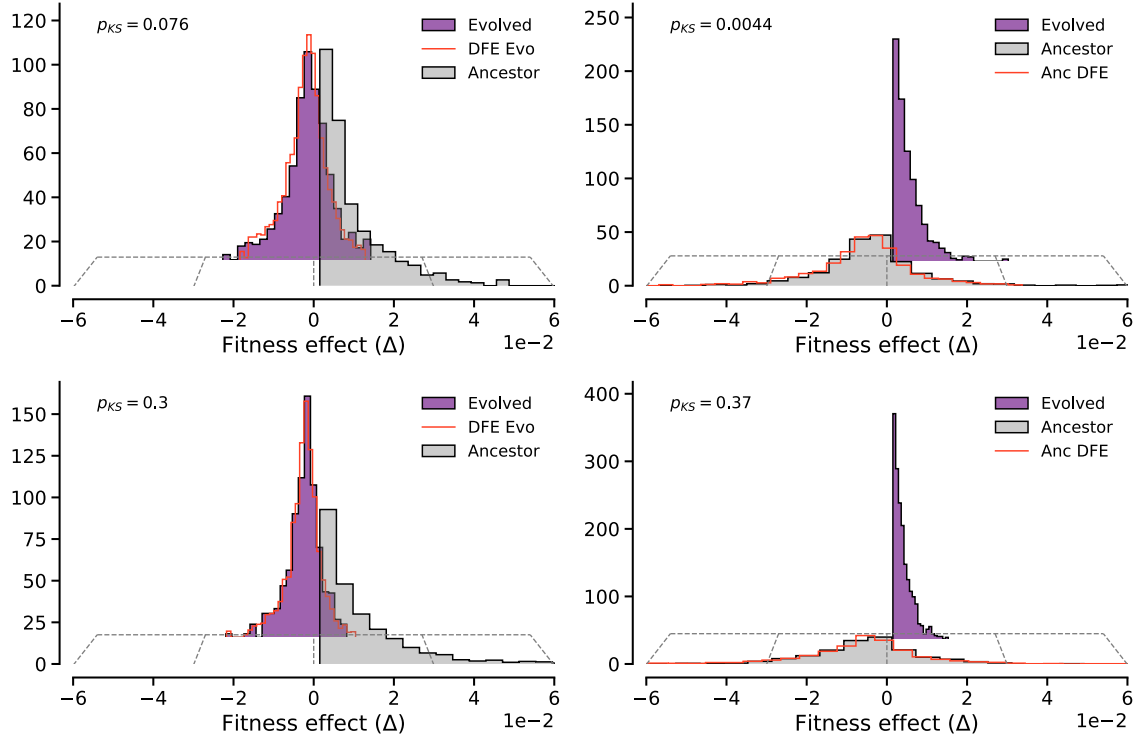 p_KS = 0.076
Evolved
DFE Evo
Ancestor
120
100
80
60
40
20
0
−6 −4 −2 0 2 4 6
1e−2
Fitness effect (Δ)
p_KS = 0.0044
Evolved
Ancestor
Anc DFE
250
200
150
100
50
0
−6 −4 −2 0 2 4 6
1e−2
Fitness effect (Δ)
p_KS = 0.3
Evolved
DFE Evo
Ancestor
150
125
100
75
50
25
0
−6 −4 −2 0 2 4 6
1e−2
Fitness effect (Δ)
p_KS = 0.37
Evolved
Ancestor
Anc DFE
400
300
200
100
0
−6 −4 −2 0 2 4 6
1e−2
Fitness effect (Δ)